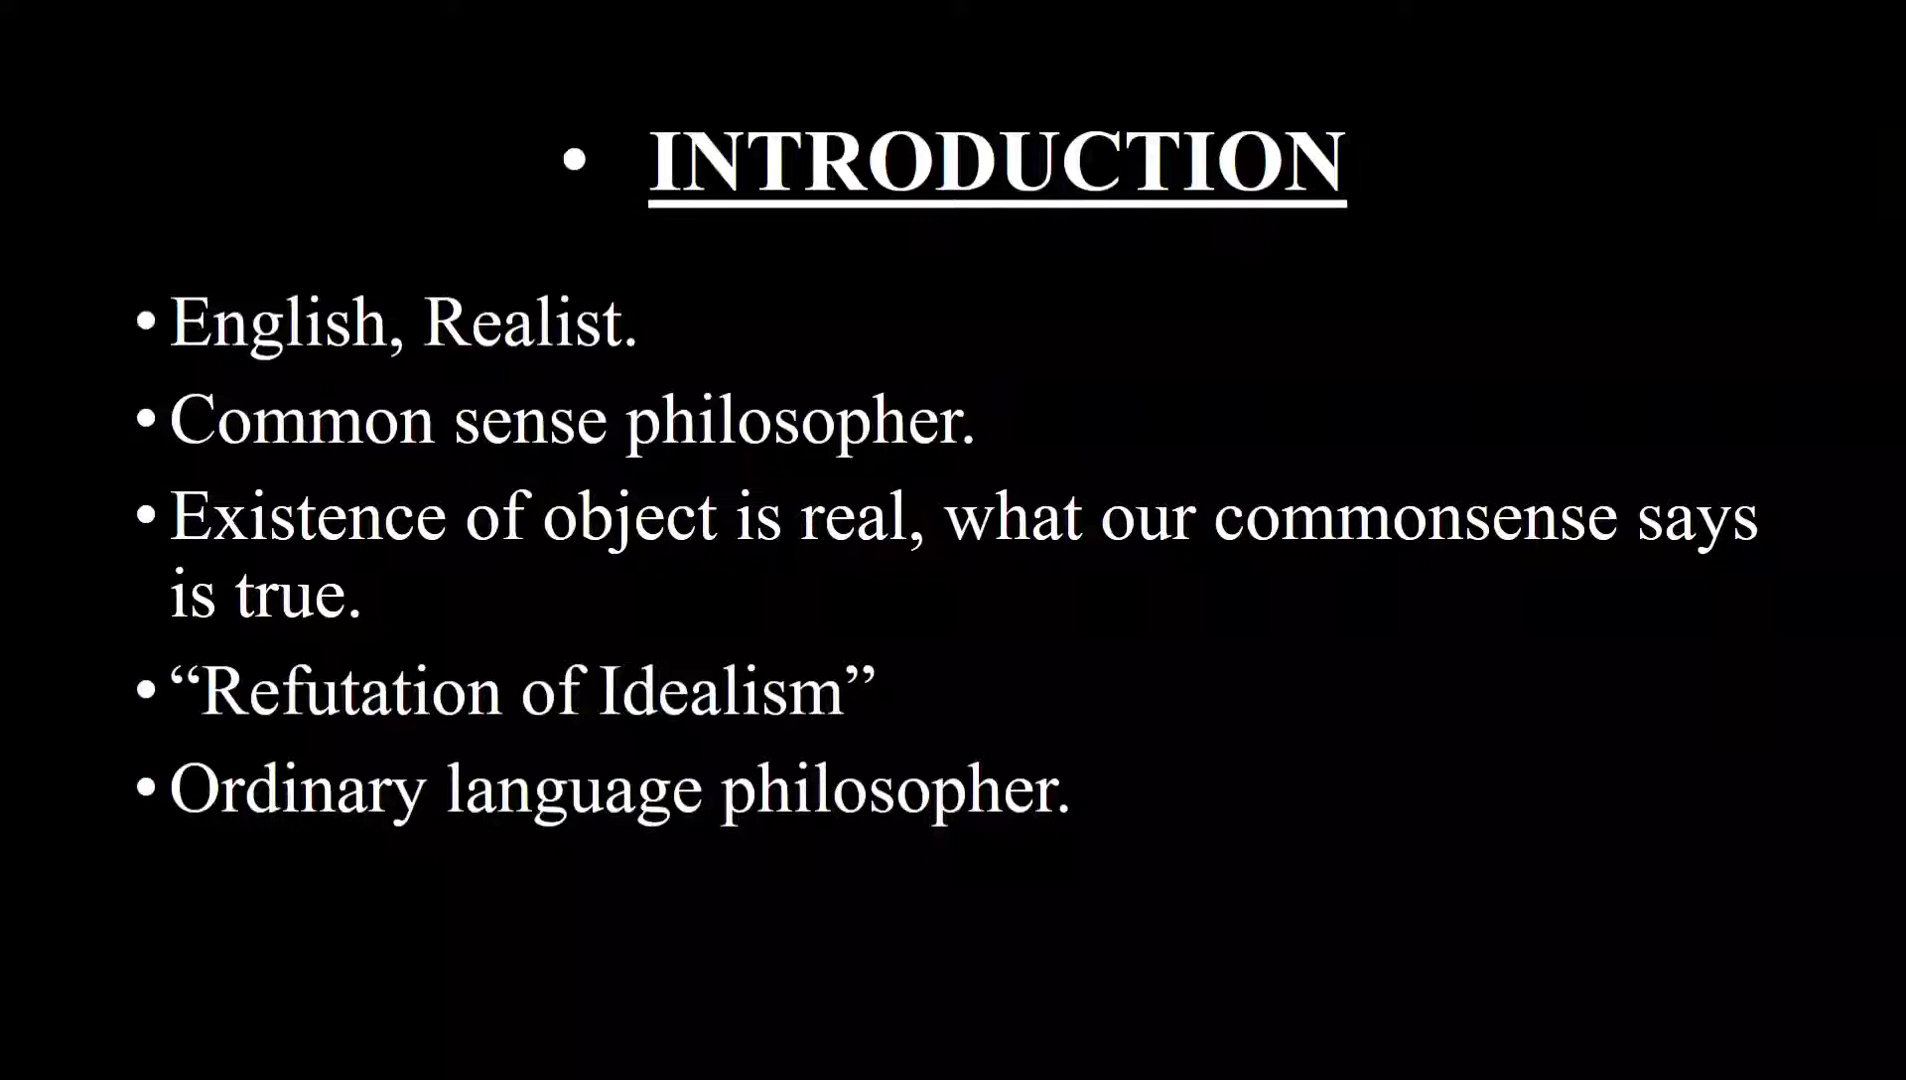 • INTRODUCTION
• English, Realist.
• Common sense philosopher.
• Existence of object is real, what our commonsense says
is true.
• “Refutation of Idealism”
• Ordinary language philosopher.